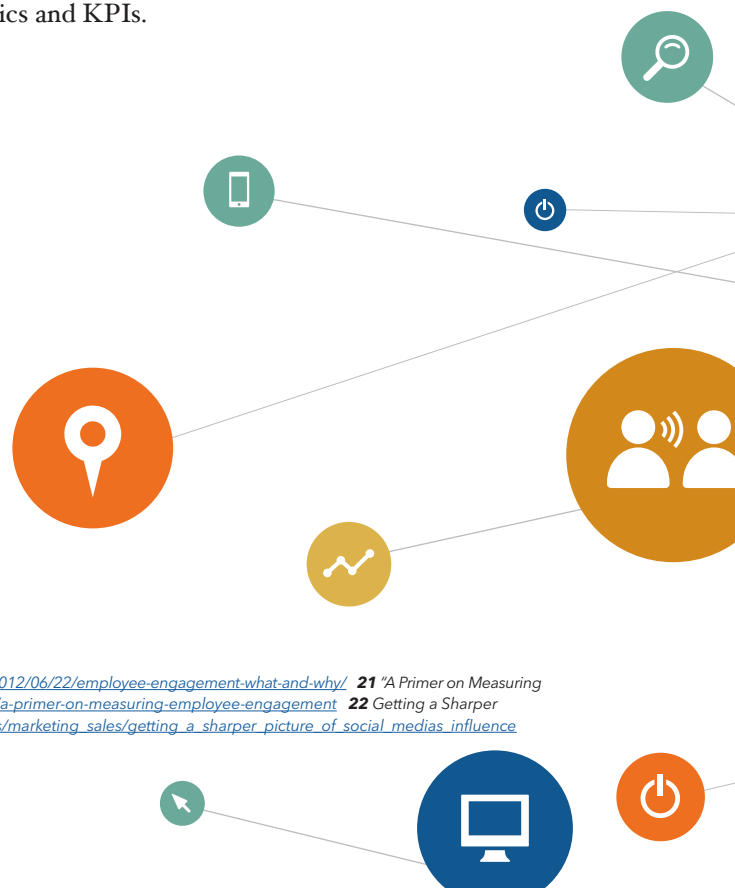 ics and KPIs.
012/06/22/employee-engagement-what-and-why/ 21 “A Primer on Measuring
/a-primer-on-measuring-employee-engagement 22 Getting a Sharper
s/marketing_sales/getting_a_sharper_picture_of_social_medias_influence